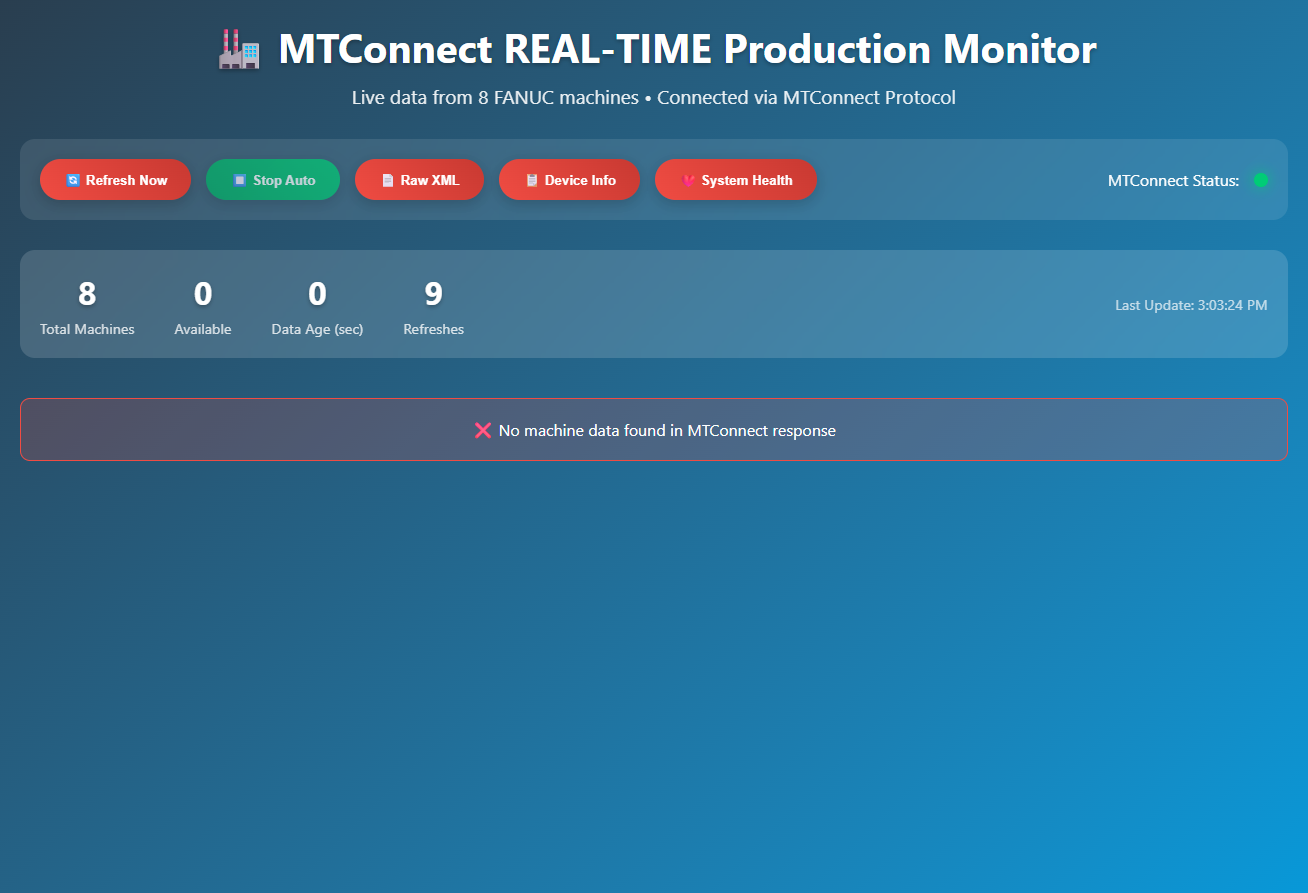 MTConnect REAL-TIME Production Monitor
Live data from 8 FANUC machines • Connected via MTConnect Protocol
Refresh Now
Stop Auto
Raw XML
Device Info
System Health
MTConnect Status:
8
Total Machines
0
Available
0
Data Age (sec)
9
Refreshes
Last Update: 3:03:24 PM
❌ No machine data found in MTConnect response